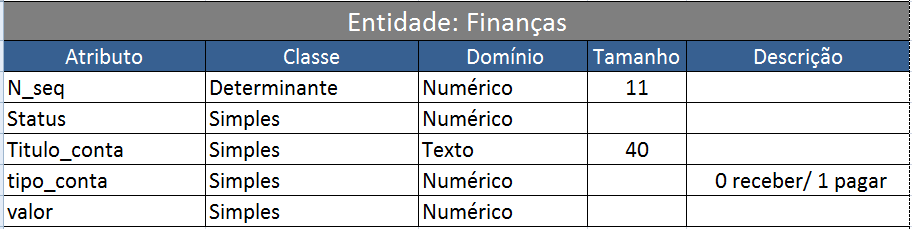 Entidade: Finanças
Atributo Classe Domínio Tamanho Descrição
N_seq Determinante Numérico 11
Status Simples Numérico
Titulo_conta Simples Texto 40
tipo_conta Simples Numérico 0 receber/ 1 pagar
valor Simples Numérico